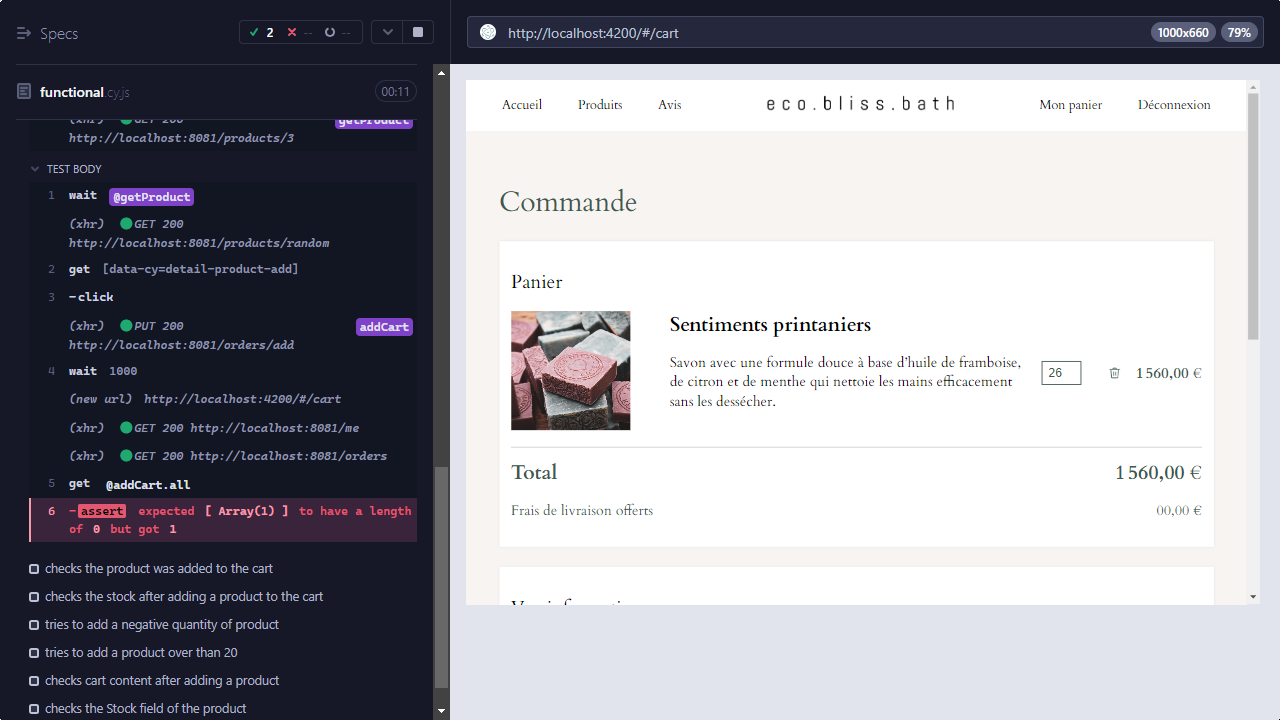 Specs
2 -- --
functional.cy.js
00:11
(xhr) GET 200 getProduct
http://localhost:8081/products/3
TEST BODY
1 wait @getProduct
(xhr) GET 200
http://localhost:8081/products/random
2 get [data-cy=detail-product-add]
3 -click
(xhr) PUT 200 addCart
http://localhost:8081/orders/add
4 wait 1000
(new url) http://localhost:4200/#/cart
(xhr) GET 200 http://localhost:8081/me
(xhr) GET 200 http://localhost:8081/orders
5 get @addCart.all
6 -assert expected [ Array(1) ] to have a length
of 0 but got 1
checks the product was added to the cart
checks the stock after adding a product to the cart
tries to add a negative quantity of product
tries to add a product over than 20
checks cart content after adding a product
checks the Stock field of the product
http://localhost:4200/#/cart
1000x660 79%
Accueil Produits Avis eco.bliss.bath Mon panier Déconnexion
Commande
Panier
Sentiments printaniers
Savon avec une formule douce à base d’huile de framboise,
de citron et de menthe qui nettoie les mains efficacement
sans les dessécher.
26 1 560,00 €
Total 1 560,00 €
Frais de livraison offerts 00,00 €